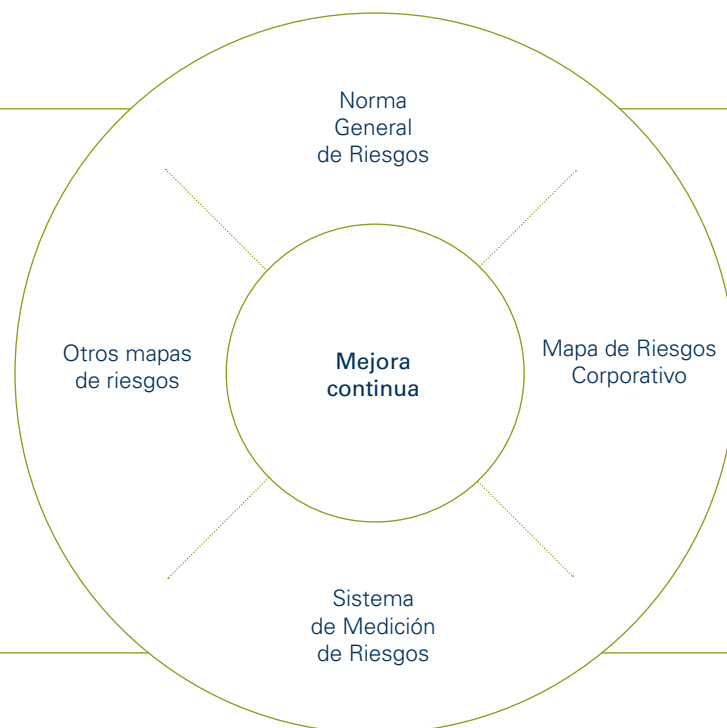 Norma
General
de Riesgos
Otros mapas
de riesgos
Mejora
continua
Mapa de Riesgos
Corporativo
Sistema
de Medición
de Riesgos